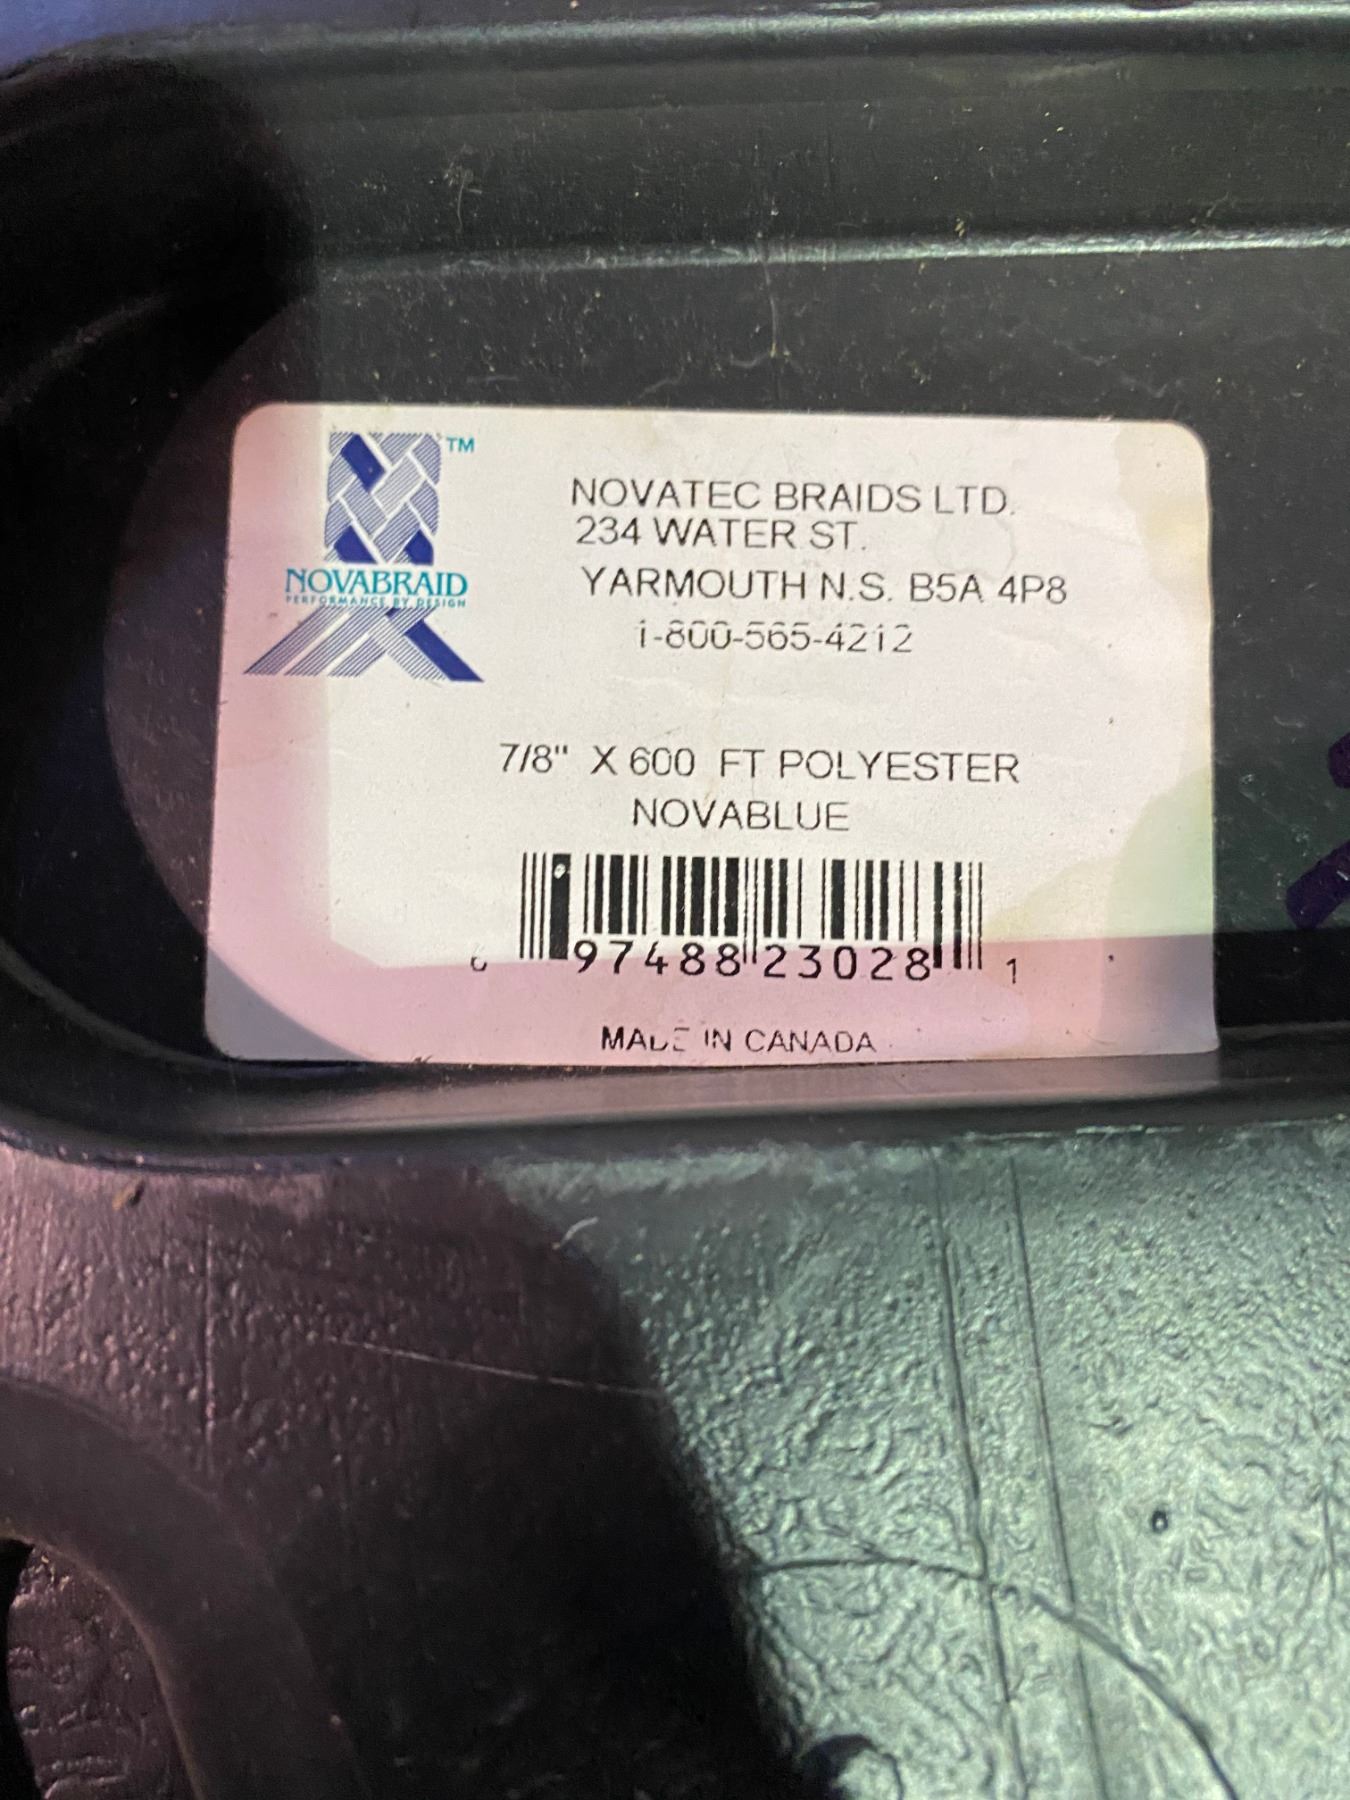 TM
NOVABRAID
PERFORMANCE BY DESIGN
NOVATEC BRAIDS LTD.
234 WATER ST.
YARMOUTH N.S. B5A 4P8
1-800-565-4212
7/8" X 600 FT POLYESTER
NOVABLUE
6 97488 23028 1
MADE IN CANADA